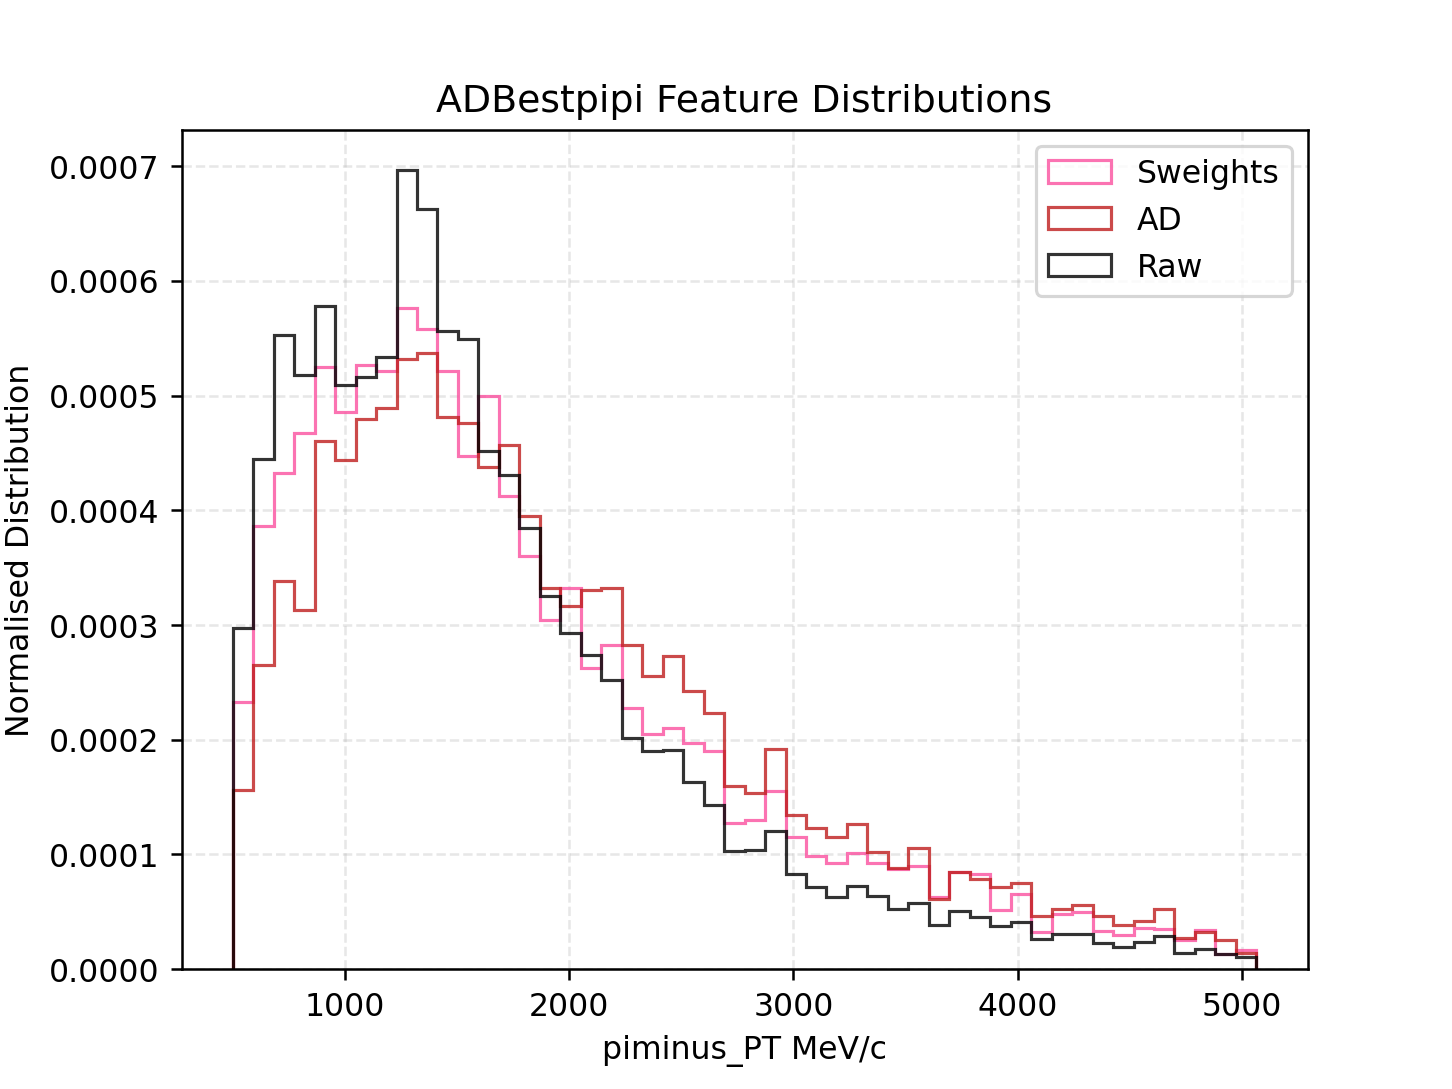 ADBestpipi Feature Distributions
Normalised Distribution
0.0007
0.0006
0.0005
0.0004
0.0003
0.0002
0.0001
0.0000
Sweights
AD
Raw
1000 2000 3000 4000 5000
piminus_PT MeV/c